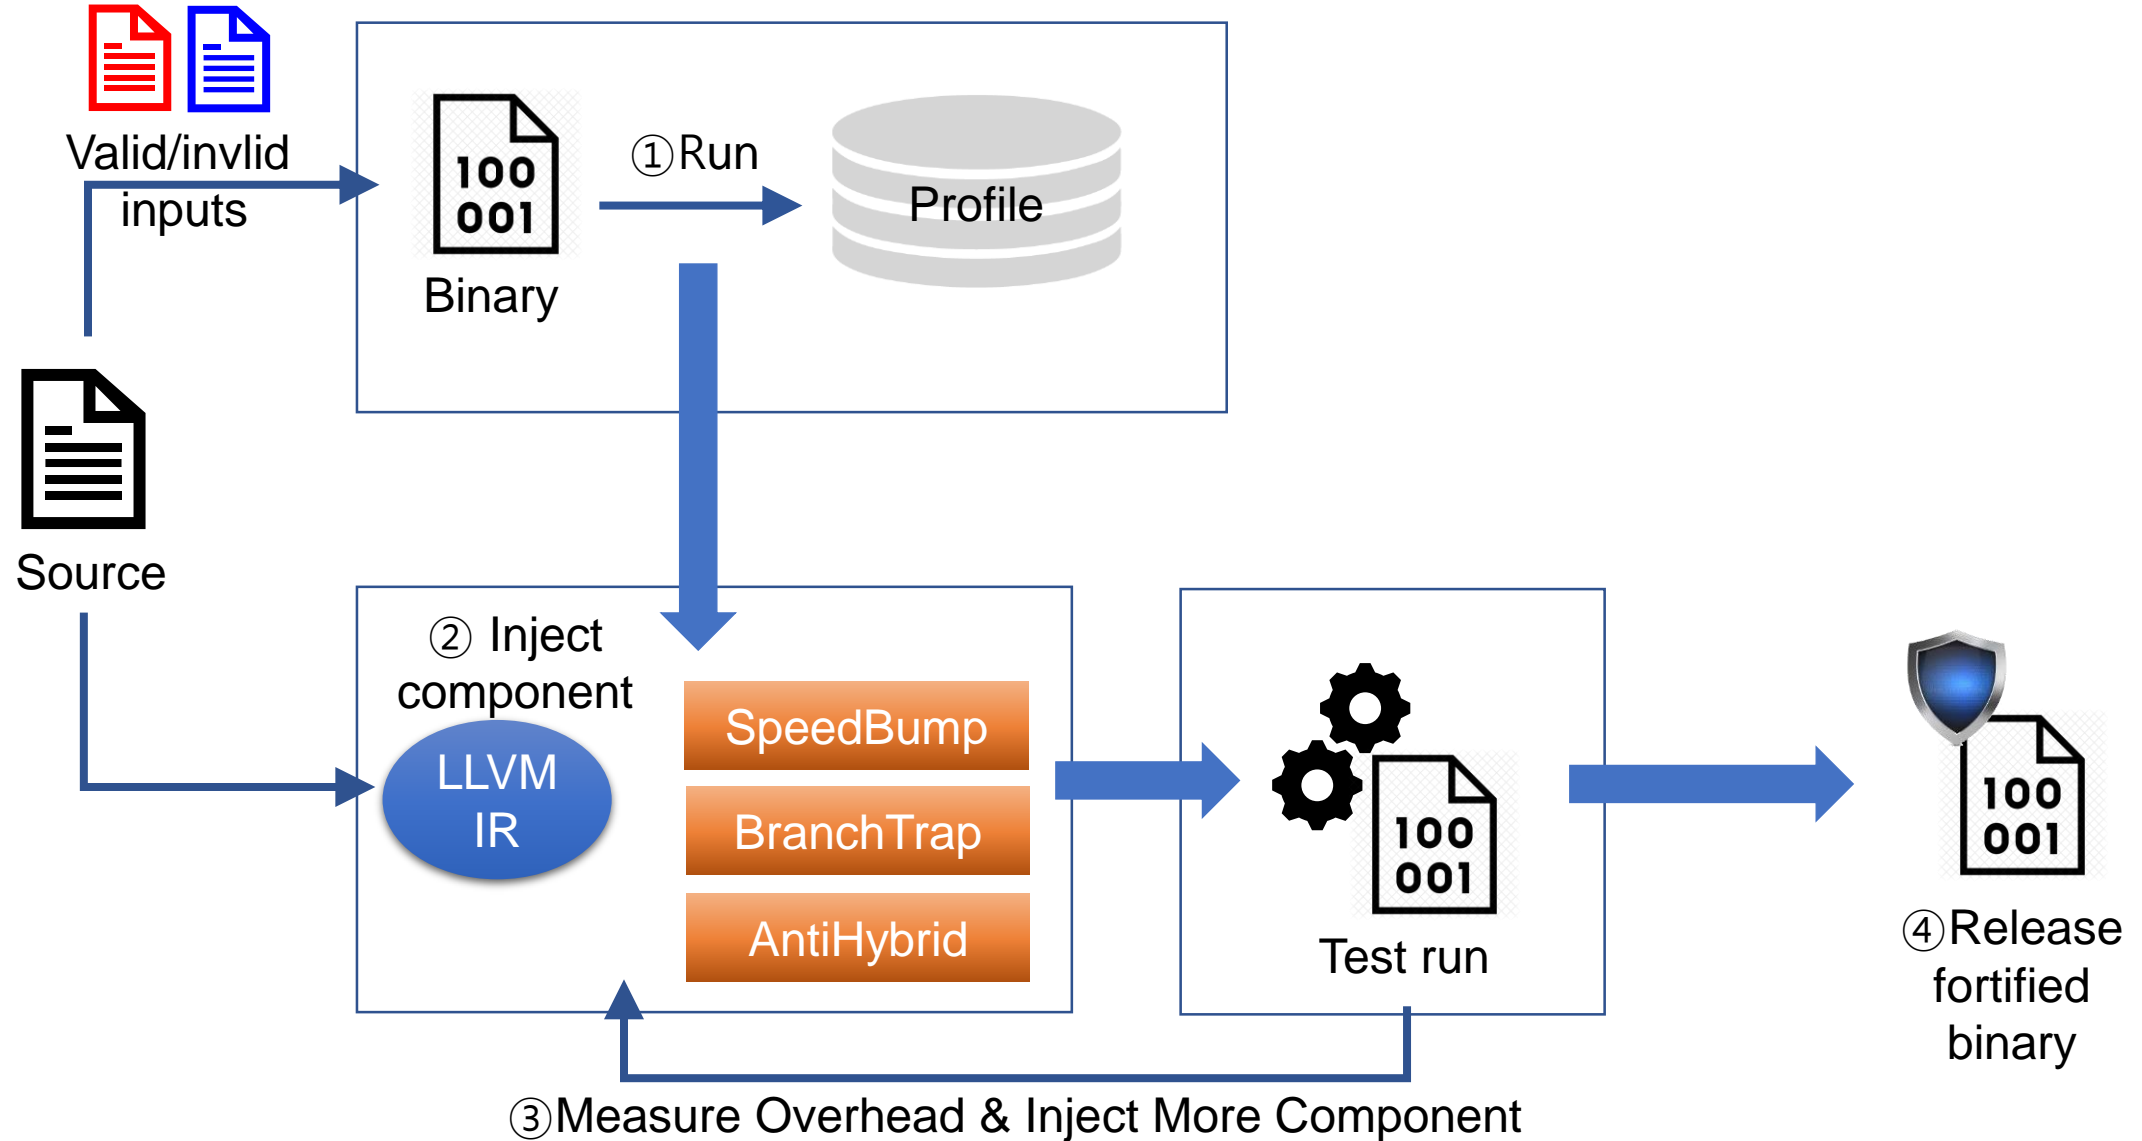 Valid/invlid
inputs
100
001
Binary
①Run
Profile
Source
② Inject
component
LLVM
IR
SpeedBump
BranchTrap
AntiHybrid
100
001
Test run
③Measure Overhead & Inject More Component
100
001
④Release
fortified
binary